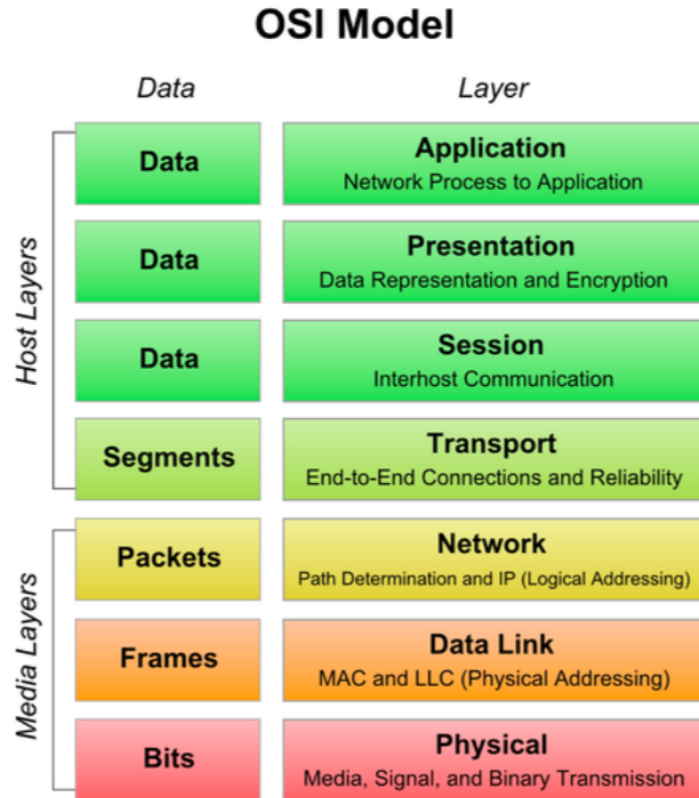 OSI Model
Data
Layer
Host Layers
Data
Application
Network Process to Application
Data
Presentation
Data Representation and Encryption
Data
Session
Interhost Communication
Segments
Transport
End-to-End Connections and Reliability
Media Layers
Packets
Network
Path Determination and IP (Logical Addressing)
Frames
Data Link
MAC and LLC (Physical Addressing)
Bits
Physical
Media, Signal, and Binary Transmission